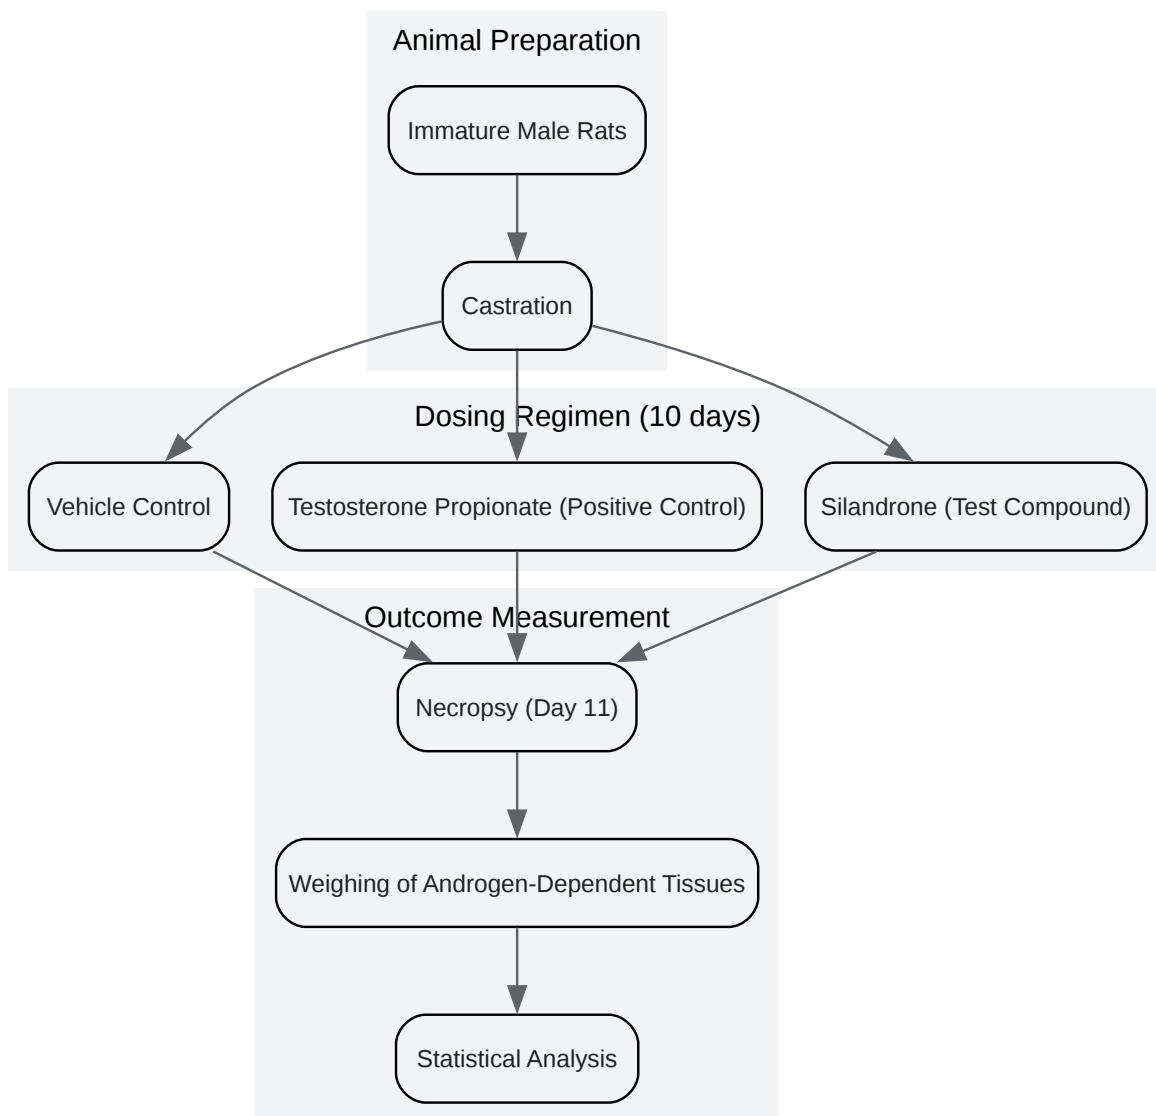 Animal Preparation
Immature Male Rats
Castration
Dosing Regimen (10 days)
Vehicle Control
Testosterone Propionate (Positive Control)
Silandrone (Test Compound)
Outcome Measurement
Necropsy (Day 11)
Weighing of Androgen-Dependent Tissues
Statistical Analysis